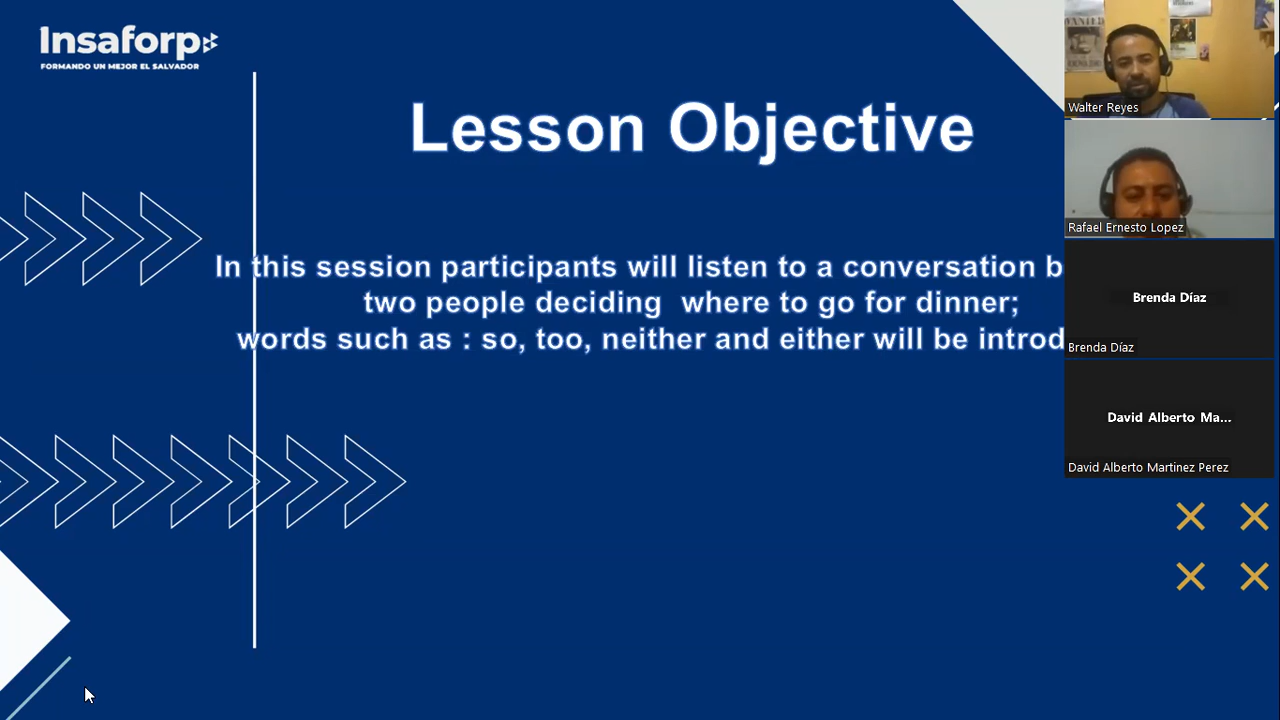 Insaforp
FORMANDO UN MEJOR EL SALVADOR
Lesson Objective
In this session participants will listen to a conversation b
two people deciding where to go for dinner;
words such as : so, too, neither and either will be introd
Walter Reyes
Rafael Ernesto Lopez
Brenda Díaz
Brenda Díaz
David Alberto Ma...
David Alberto Martinez Perez